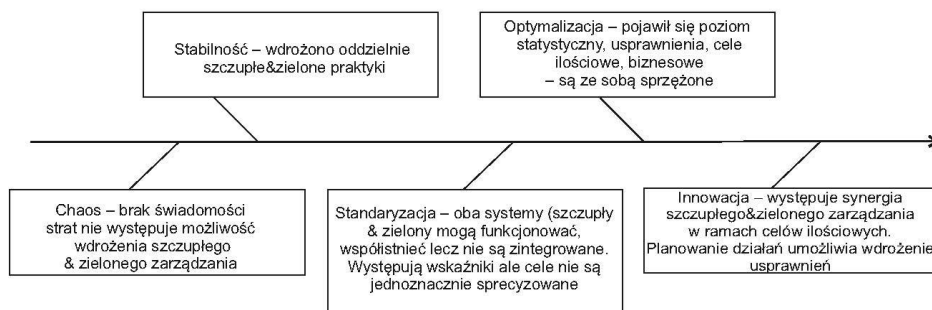 Stabilność – wdrożono oddzielnie
szczupłe&zielone praktyki
Optymalizacja – pojawił się poziom
statystyczny, usprawnienia, cele
ilościowe, biznesowe
– są ze sobą sprzężone
Chaos – brak świadomości
strat nie występuje możliwość
wdrożenia szczupłego
& zielonego zarządzania
Standaryzacja – oba systemy (szczupły
& zielony mogą funkcjonować,
współistnieć lecz nie są zintegrowane.
Występują wskaźniki ale cele nie są
jednoznacznie sprecyzowane
Innowacja – występuje synergia
szczupłego&zielonego zarządzania
w ramach celów ilościowych.
Planowanie działań umożliwia wdrożenie
usprawnień